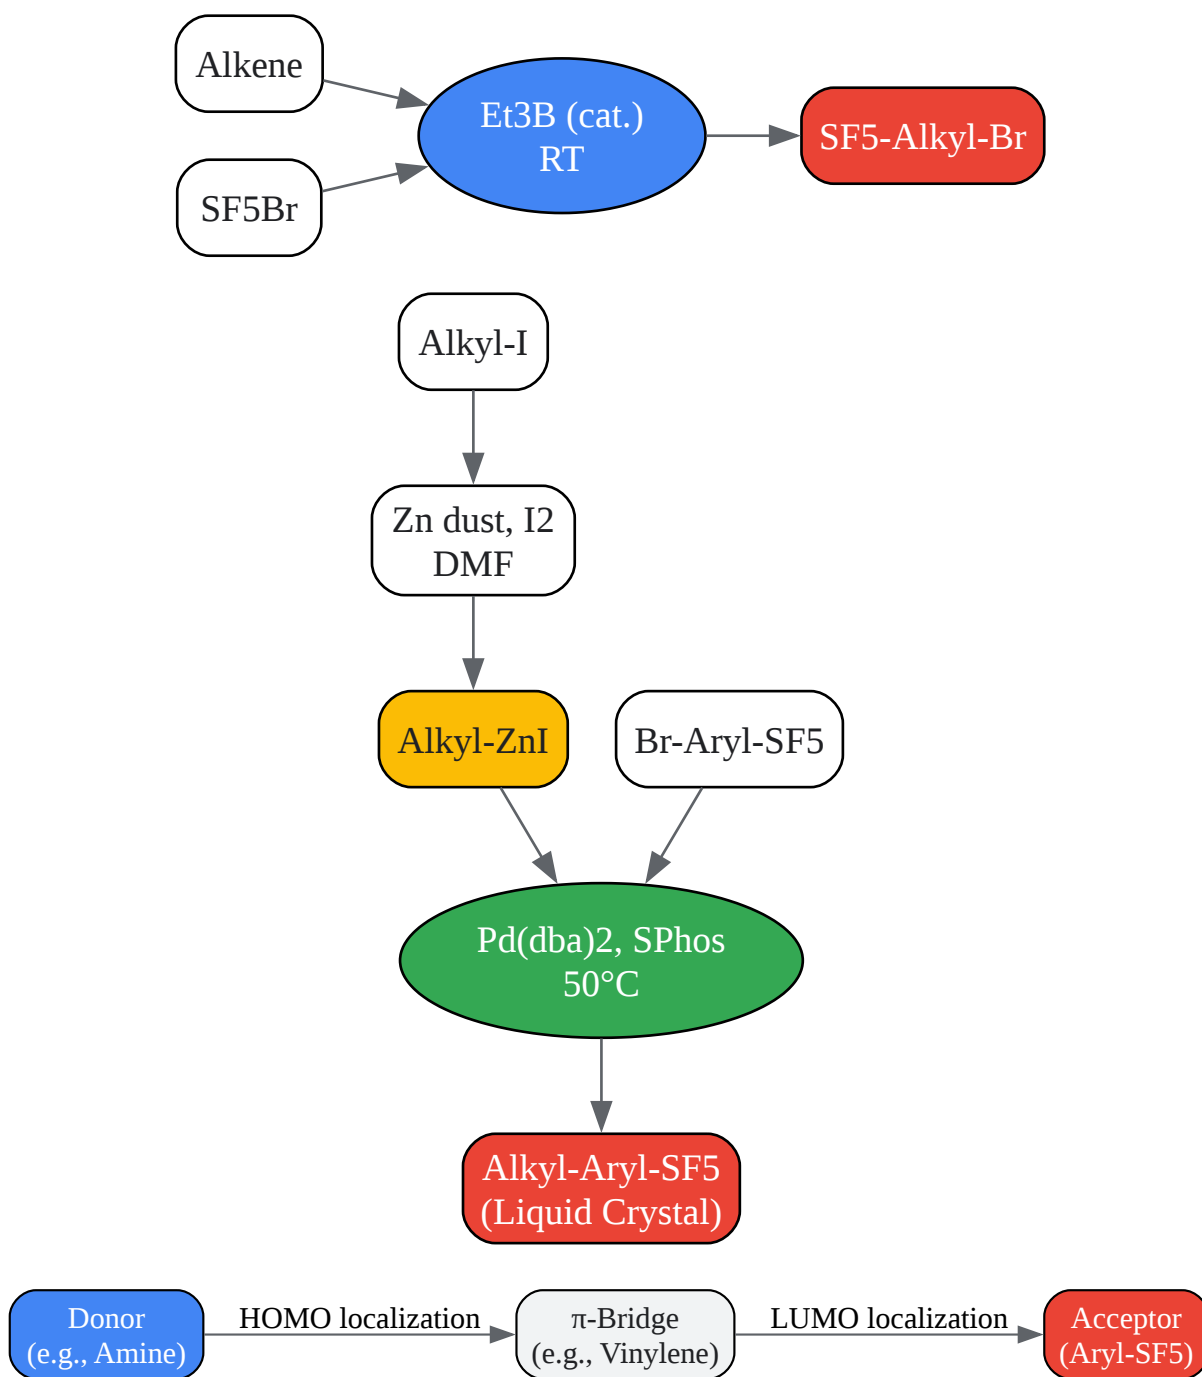 Alkene
SF5Br
Et3B (cat.)
RT
SF5-Alkyl-Br
Alkyl-I
Zn dust, I2
DMF
Alkyl-ZnI
Br-Aryl-SF5
Pd(dba)2, SPhos
50°C
Alkyl-Aryl-SF5
(Liquid Crystal)
Donor
(e.g., Amine)
HOMO localization
π-Bridge
(e.g., Vinylene)
LUMO localization
Acceptor
(Aryl-SF5)